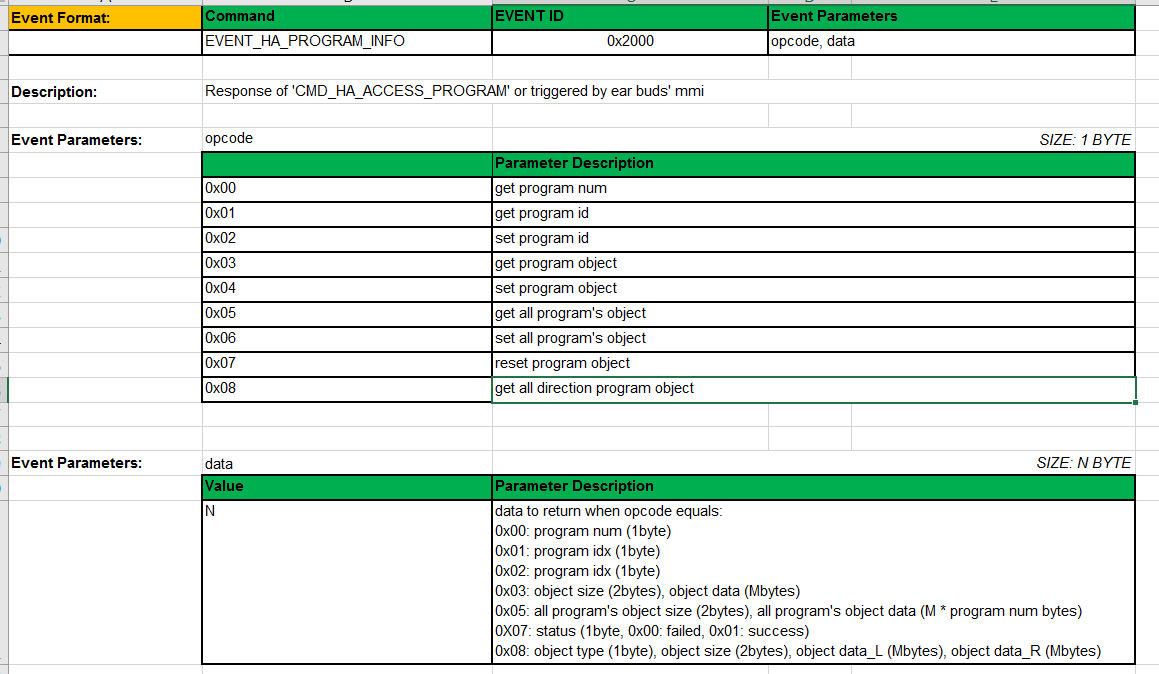 Event Format: Command EVENT ID Event Parameters
EVENT_HA_PROGRAM_INFO 0x2000 opcode, data
Description: Response of 'CMD_HA_ACCESS_PROGRAM' or triggered by ear buds' mmi
Event Parameters: opcode SIZE: 1 BYTE
Parameter Description
0x00 get program num
0x01 get program id
0x02 set program id
0x03 get program object
0x04 set program object
0x05 get all program's object
0x06 set all program's object
0x07 reset program object
0x08 get all direction program object
Event Parameters: data SIZE: N BYTE
Value Parameter Description
N data to return when opcode equals:
0x00: program num (1byte)
0x01: program idx (1byte)
0x02: program idx (1byte)
0x03: object size (2bytes), object data (Mbytes)
0x05: all program's object size (2bytes), all program's object data (M * program num bytes)
0X07: status (1byte, 0x00: failed, 0x01: success)
0x08: object type (1byte), object size (2bytes), object data_L (Mbytes), object data_R (Mbytes)